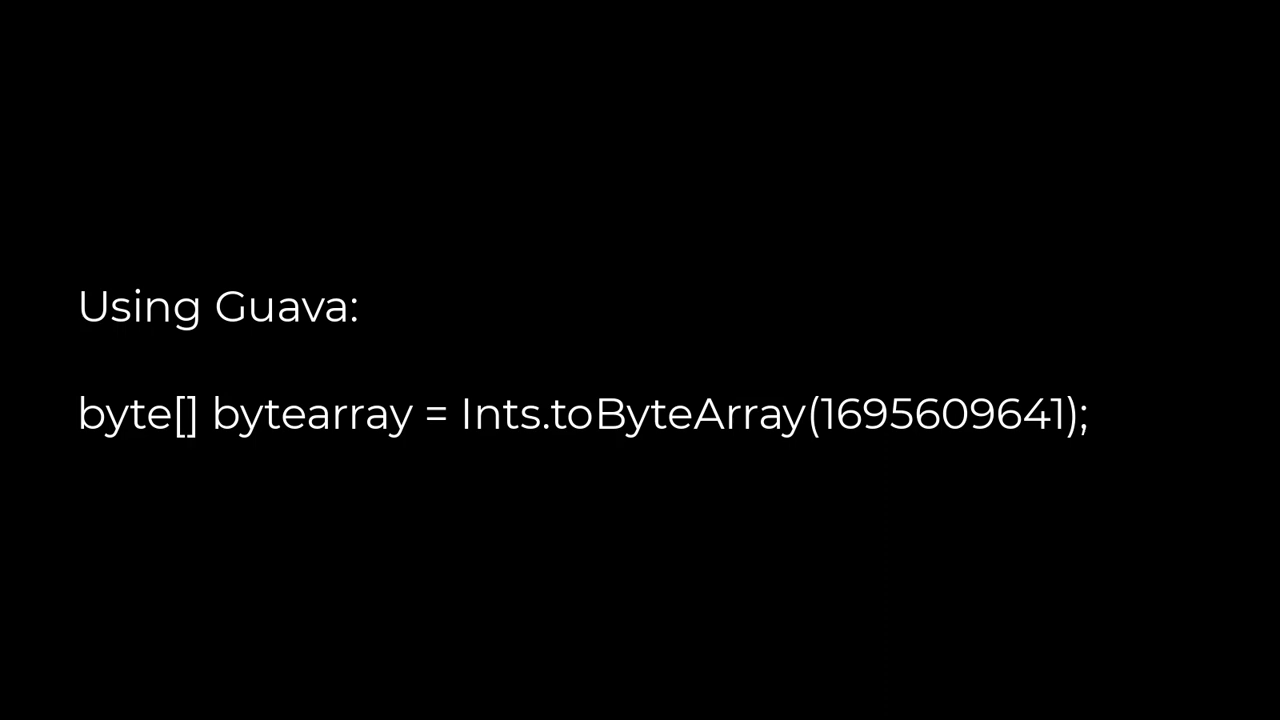 Using Guava:
byte[] bytearray = Ints.toByteArray(1695609641);